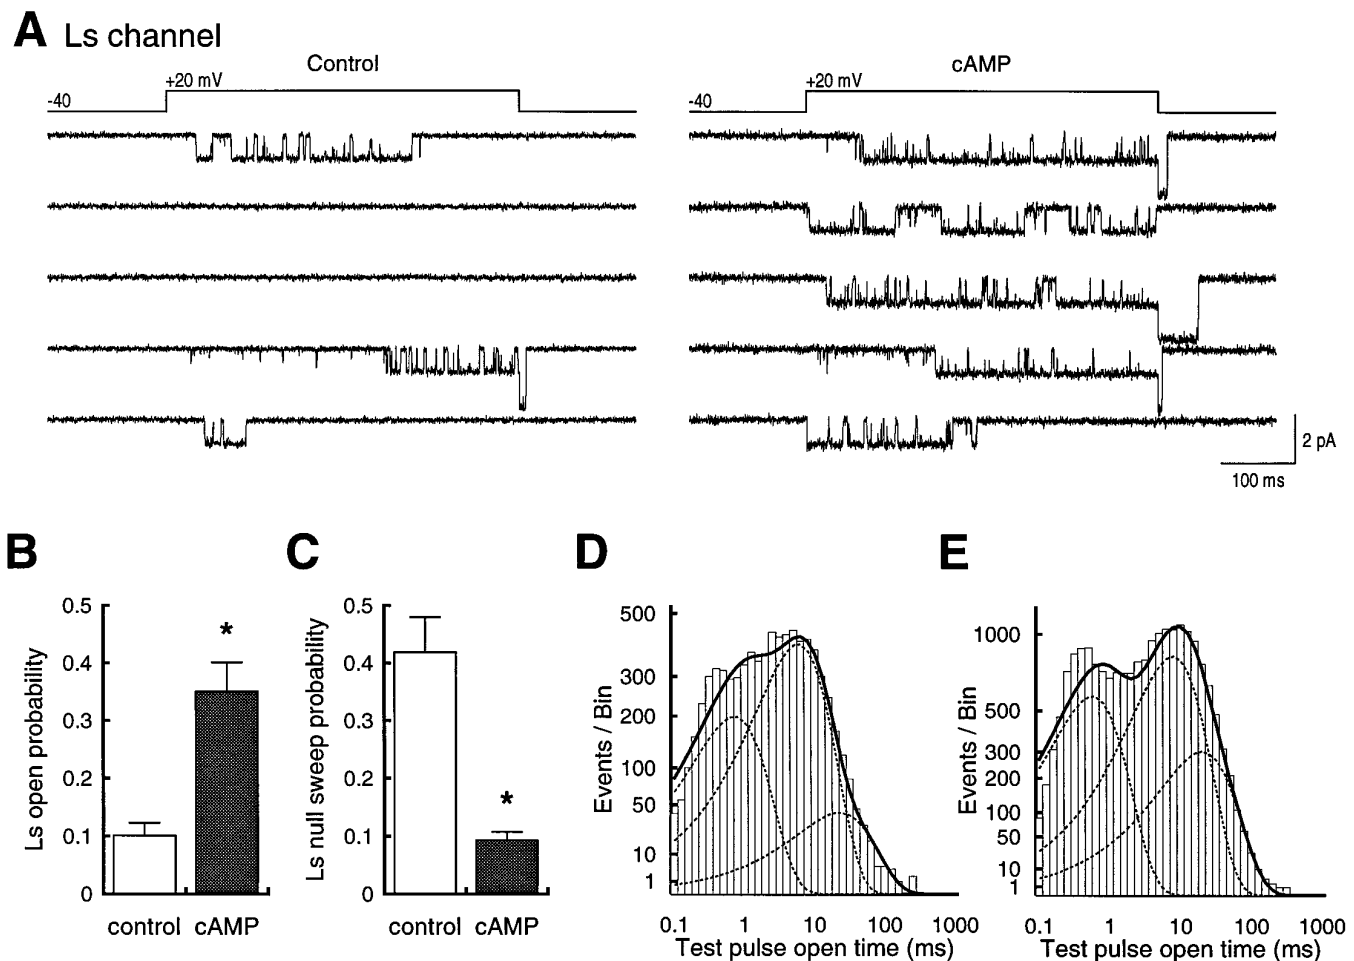 A Ls channel
Control
+20 mV
-40
cAMP
+20 mV
-40
2 pA
100 ms
B
Ls open probability
0.5
0.4
0.3
0.2
0.1
0
*
control cAMP
C
Ls null sweep probability
0.5
0.4
0.3
0.2
0.1
0
*
control cAMP
D
Events / Bin
500
300
200
100
50
10
1
0.1 1 10 100 1000
Test pulse open time (ms)
E
Events / Bin
1000
500
300
200
100
50
10
1
0.1 1 10 100 1000
Test pulse open time (ms)